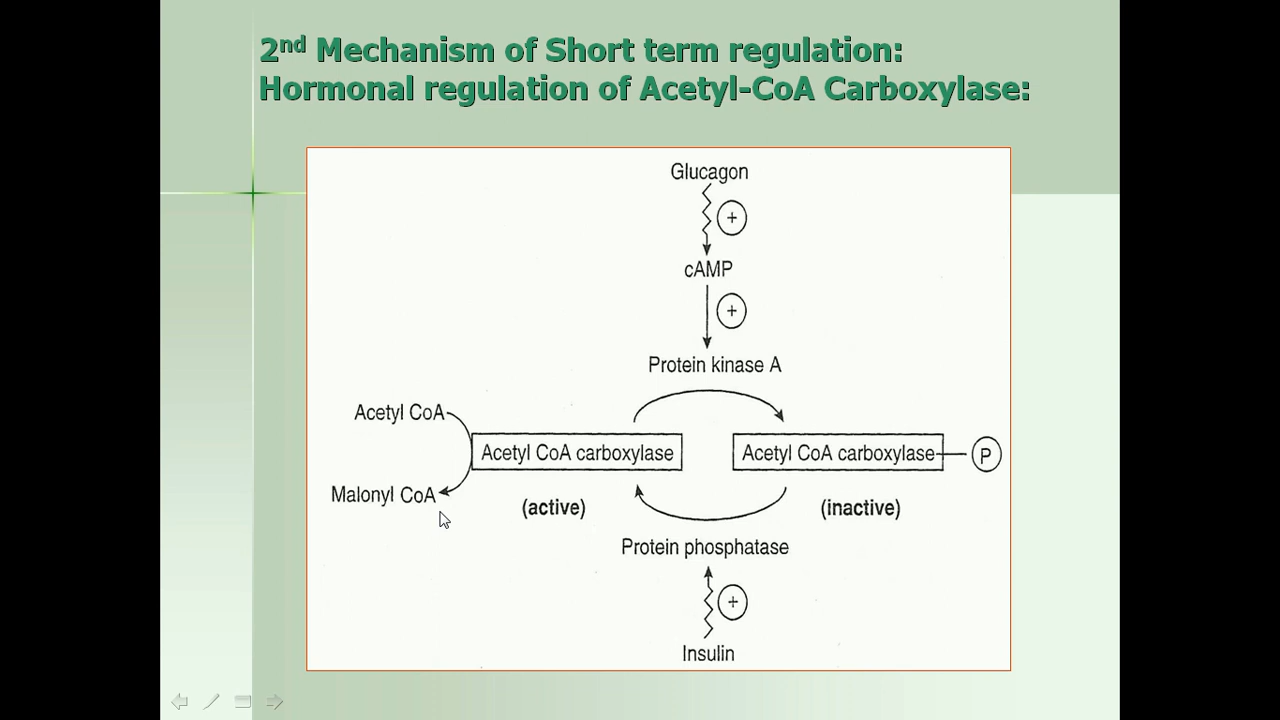 2nd Mechanism of Short term regulation:
Hormonal regulation of Acetyl-CoA Carboxylase:
Glucagon
+
cAMP
+
Protein kinase A
Acetyl CoA
Acetyl CoA carboxylase
Acetyl CoA carboxylase
P
Malonyl CoA
(active)
(inactive)
Protein phosphatase
+
Insulin